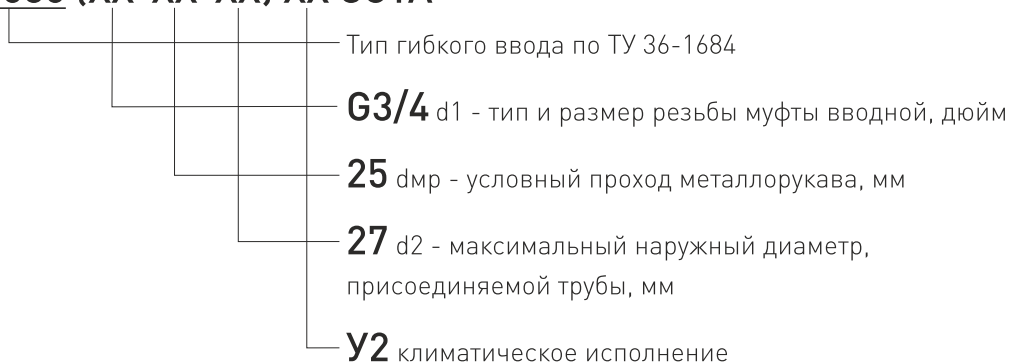 Тип гибкого ввода по ТУ 36-1684
G3/4 d1 - тип и размер резьбы муфты вводной, дюйм
25 dмр - условный проход металлорукава, мм
27 d2 - максимальный наружный диаметр,
присоединяемой трубы, мм
У2 климатическое исполнение